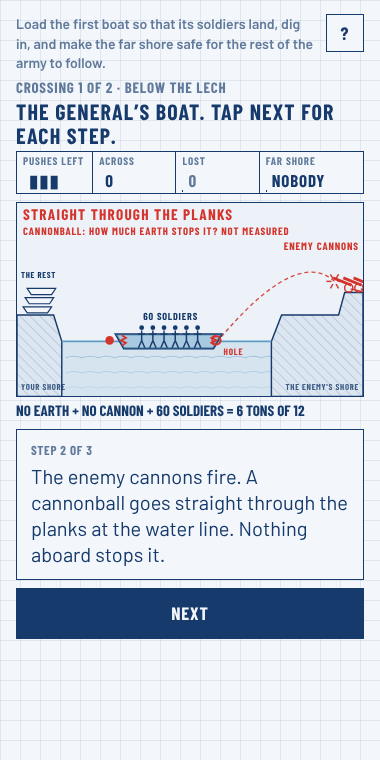 Load the first boat so that its soldiers land, dig
in, and make the far shore safe for the rest of the
army to follow.
?
CROSSING 1 OF 2 · BELOW THE LECH
THE GENERAL'S BOAT. TAP NEXT FOR
EACH STEP.
PUSHES LEFT
ACROSS
0
LOST
0
FAR SHORE
NOBODY
STRAIGHT THROUGH THE PLANKS
CANNONBALL: HOW MUCH EARTH STOPS IT? NOT MEASURED
ENEMY CANNONS
THE REST
60 SOLDIERS
HOLE
YOUR SHORE
THE ENEMY'S SHORE
NO EARTH + NO CANNON + 60 SOLDIERS = 6 TONS OF 12
STEP 2 OF 3
The enemy cannons fire. A
cannonball goes straight through the
planks at the water line. Nothing
aboard stops it.
NEXT